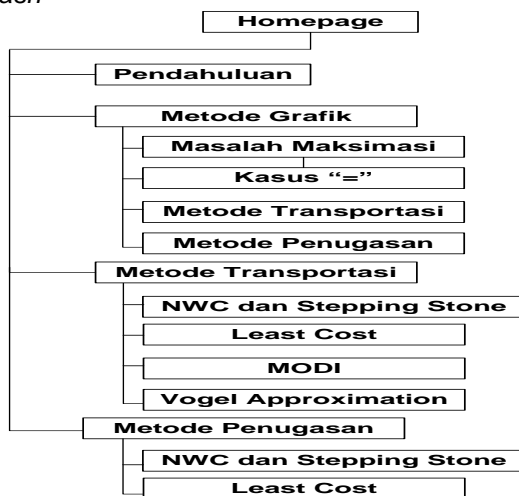 Homepage
Pendahuluan
Metode Grafik
Masalah Maksimasi
Kasus “=”
Metode Transportasi
Metode Penugasan
Metode Transportasi
NWC dan Stepping Stone
Least Cost
MODI
Vogel Approximation
Metode Penugasan
NWC dan Stepping Stone
Least Cost